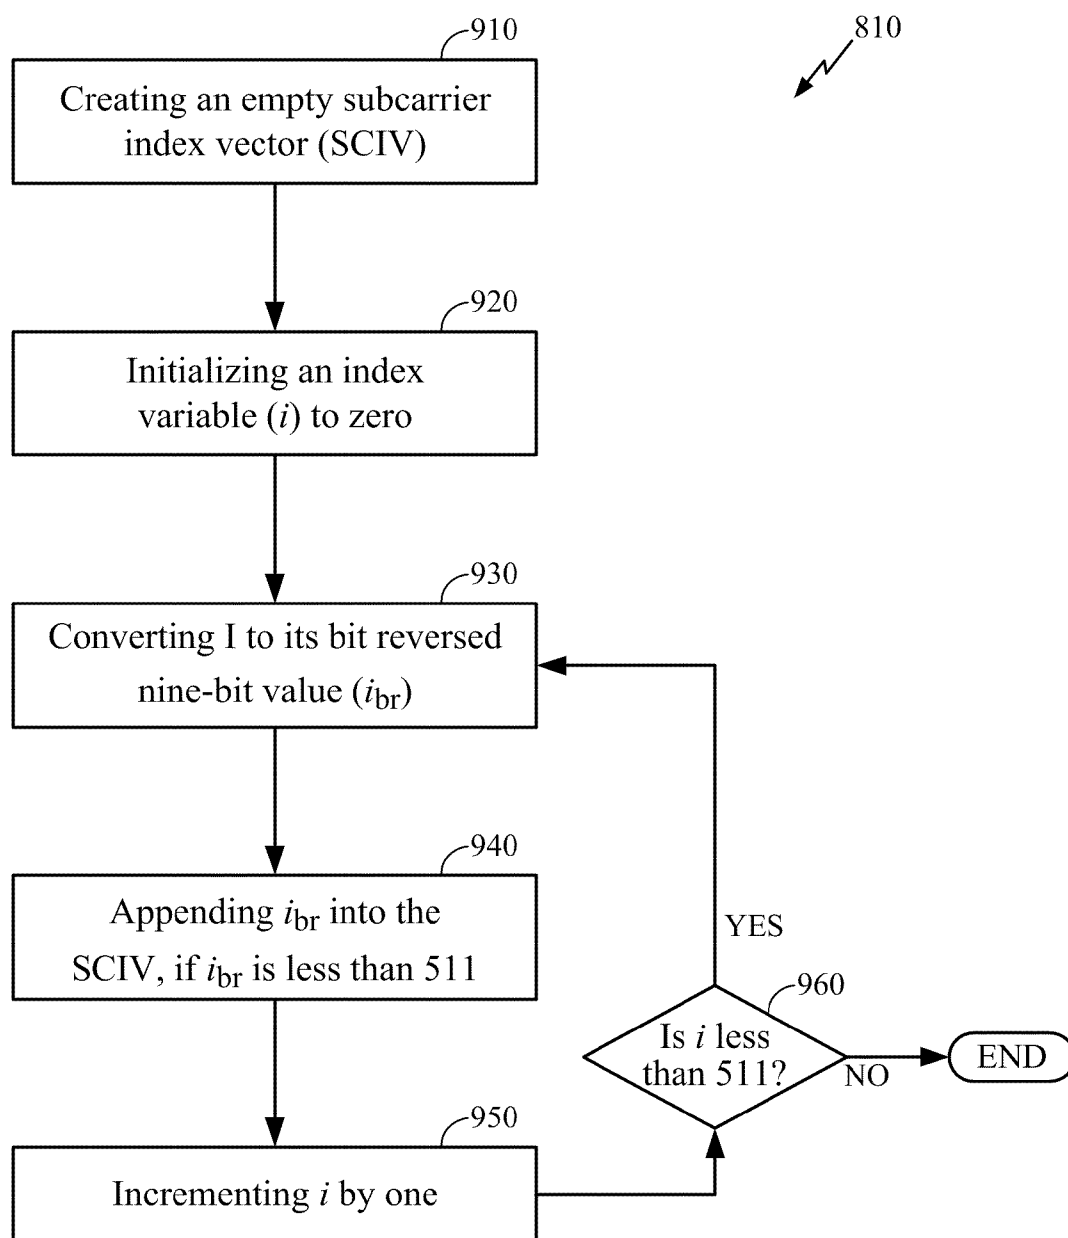 910
810
Creating an empty subcarrier
index vector (SCIV)
920
Initializing an index
variable (i) to zero
930
Converting I to its bit reversed
nine-bit value (ibr)
940
Appending ibr into the
SCIV, if ibr is less than 511
YES
960
Is i less
than 511?
NO
END
950
Incrementing i by one